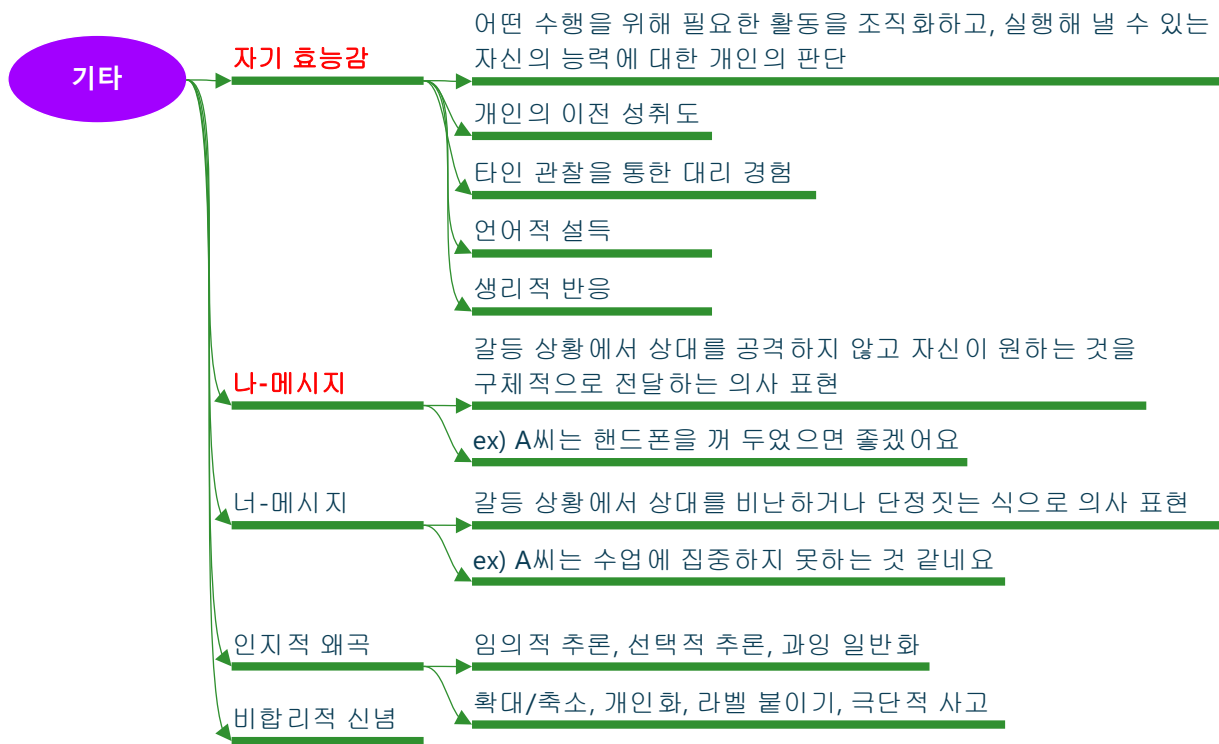 기타
자기 효능감
어떤 수행을 위해 필요한 활동을 조직화하고, 실행해 낼 수 있는
자신의 능력에 대한 개인의 판단
개인의 이전 성취도
타인 관찰을 통한 대리 경험
언어적 설득
생리적 반응
나-메시지
갈등 상황에서 상대를 공격하지 않고 자신이 원하는 것을
구체적으로 전달하는 의사 표현
ex) A씨는 핸드폰을 꺼 두었으면 좋겠어요
너-메시지
갈등 상황에서 상대를 비난하거나 단정짓는 식으로 의사 표현
ex) A씨는 수업에 집중하지 못하는 것 같네요
인지적 왜곡
임의적 추론, 선택적 추론, 과잉 일반화
확대/축소, 개인화, 라벨 붙이기, 극단적 사고
비합리적 신념